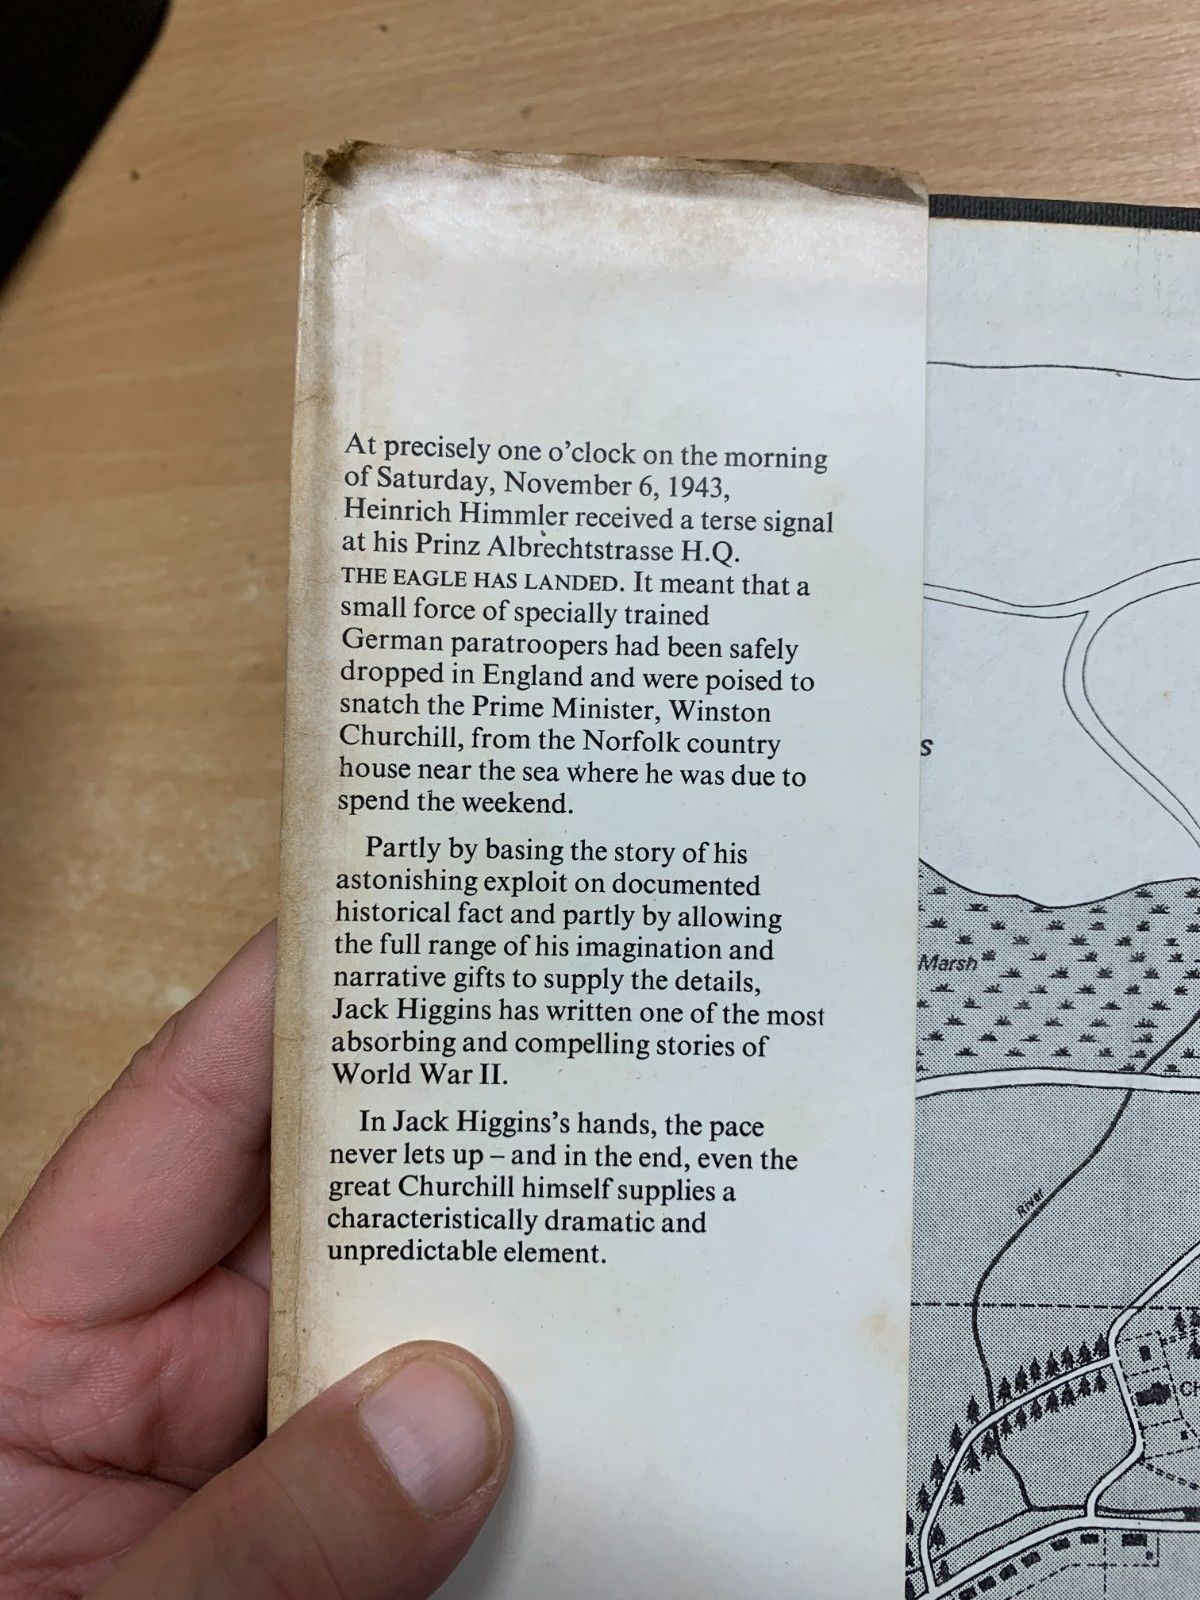 At precisely one o'clock on the morning
of Saturday, November 6, 1943,
Heinrich Himmler received a terse signal
at his Prinz Albrechtstrasse H.Q.
THE EAGLE HAS LANDED. It meant that a
small force of specially trained
German paratroopers had been safely
dropped in England and were poised to
snatch the Prime Minister, Winston
Churchill, from the Norfolk country
house near the sea where he was due to
spend the weekend.
Partly by basing the story of his
astonishing exploit on documented
historical fact and partly by allowing
the full range of his imagination and
narrative gifts to supply the details,
Jack Higgins has written one of the most
absorbing and compelling stories of
World War II.
In Jack Higgins's hands, the pace
never lets up – and in the end, even the
great Churchill himself supplies a
characteristically dramatic and
unpredictable element.
s
Marsh
River